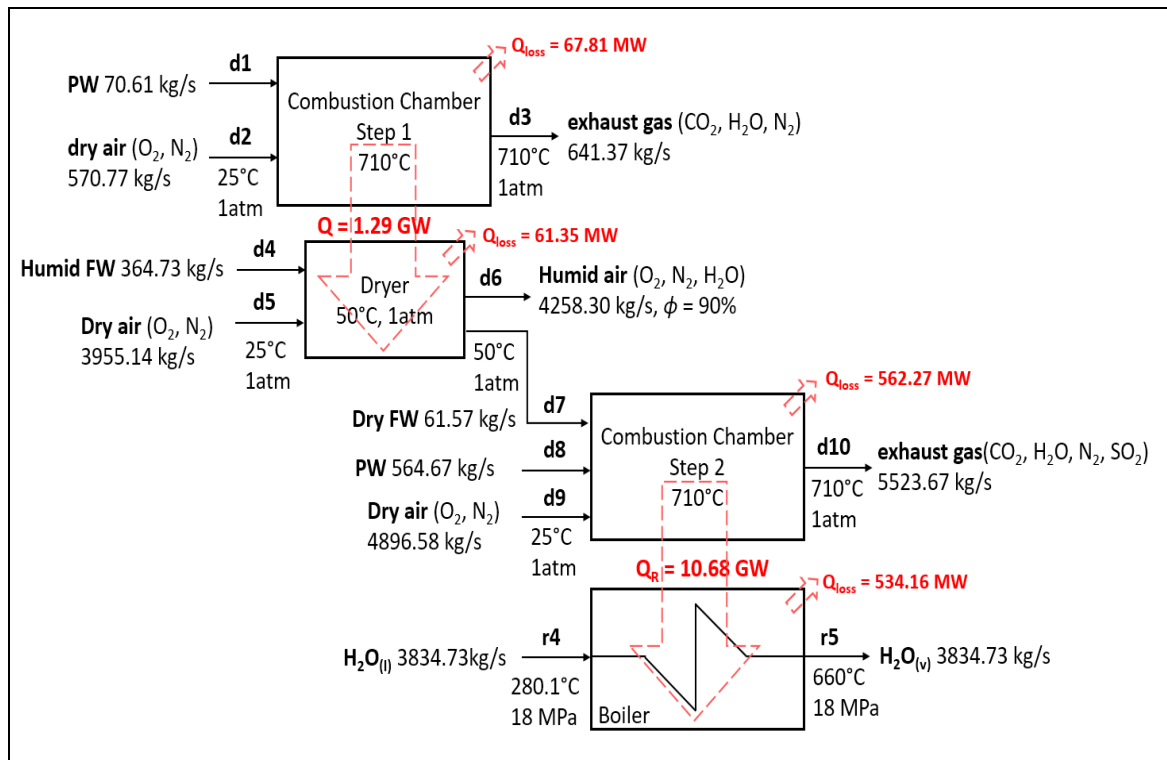 Q_loss = 67.81 MW
d1
PW 70.61 kg/s
Combustion Chamber
Step 1
710°C
d3
exhaust gas (CO₂, H₂O, N₂)
641.37 kg/s
710°C
1atm
d2
dry air (O₂, N₂)
570.77 kg/s
25°C
1atm
Q = 1.29 GW
Q_loss = 61.35 MW
d4
Humid FW 364.73 kg/s
Dryer
50°C, 1atm
d6
Humid air (O₂, N₂, H₂O)
4258.30 kg/s, ϕ = 90%
d5
Dry air (O₂, N₂)
3955.14 kg/s
25°C
1atm
50°C
1atm
Q_loss = 562.27 MW
d7
Dry FW 61.57 kg/s
Combustion Chamber
Step 2
710°C
d8
PW 564.67 kg/s
d10
exhaust gas(CO₂, H₂O, N₂, SO₂)
5523.67 kg/s
710°C
1atm
d9
Dry air (O₂, N₂)
4896.58 kg/s
25°C
1atm
Q_R = 10.68 GW
Q_loss = 534.16 MW
r4
H₂O(l) 3834.73kg/s
280.1°C
18 MPa
Boiler
r5
H₂O(v) 3834.73 kg/s
660°C
18 MPa